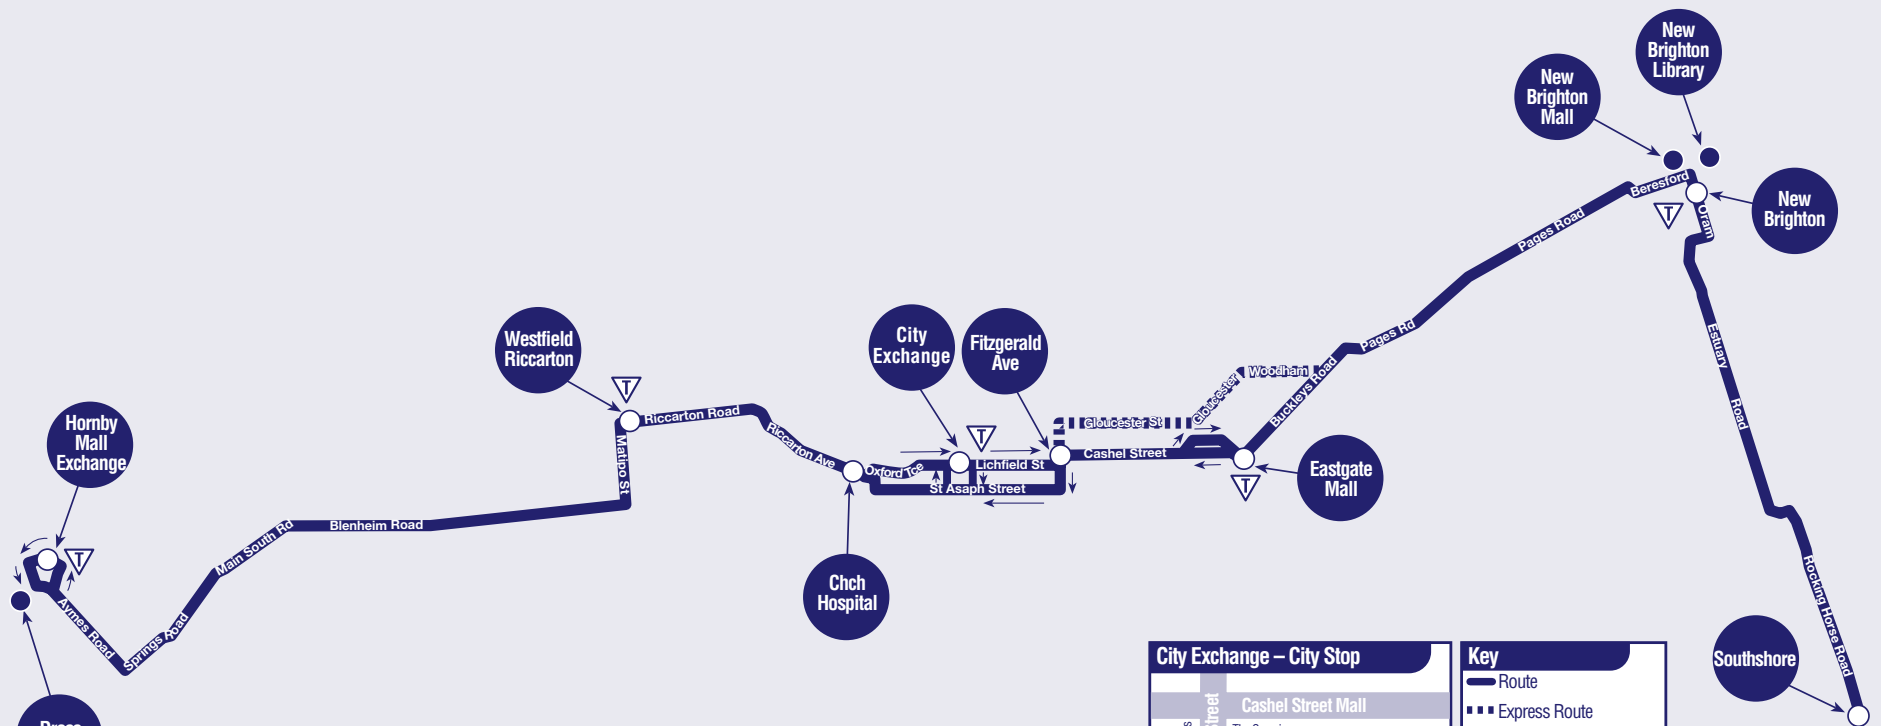 New
Brighton
Library
New
Brighton
Mall
New
Brighton
Beresford
Oram
Pages Road
Pages Rd
Estuary
Road
Westfield
Riccarton
City
Exchange
Fitzgerald
Ave
T
T
T
T
T
Woodham
Gloucester
Gloucester St
Buckleys Road
Hornby
Mall
Exchange
Riccarton Road
Riccarton Ave
Matipo St
Oxford Tce
Lichfield St
Cashel Street
St Asaph Street
Eastgate
Mall
Blenheim Road
Main South Rd
Springs Road
Aymes Road
Chch
Hospital
Rocking Horse Road
Southshore
City Exchange – City Stop
Cashel Street Mall
Key
Route
Express Route